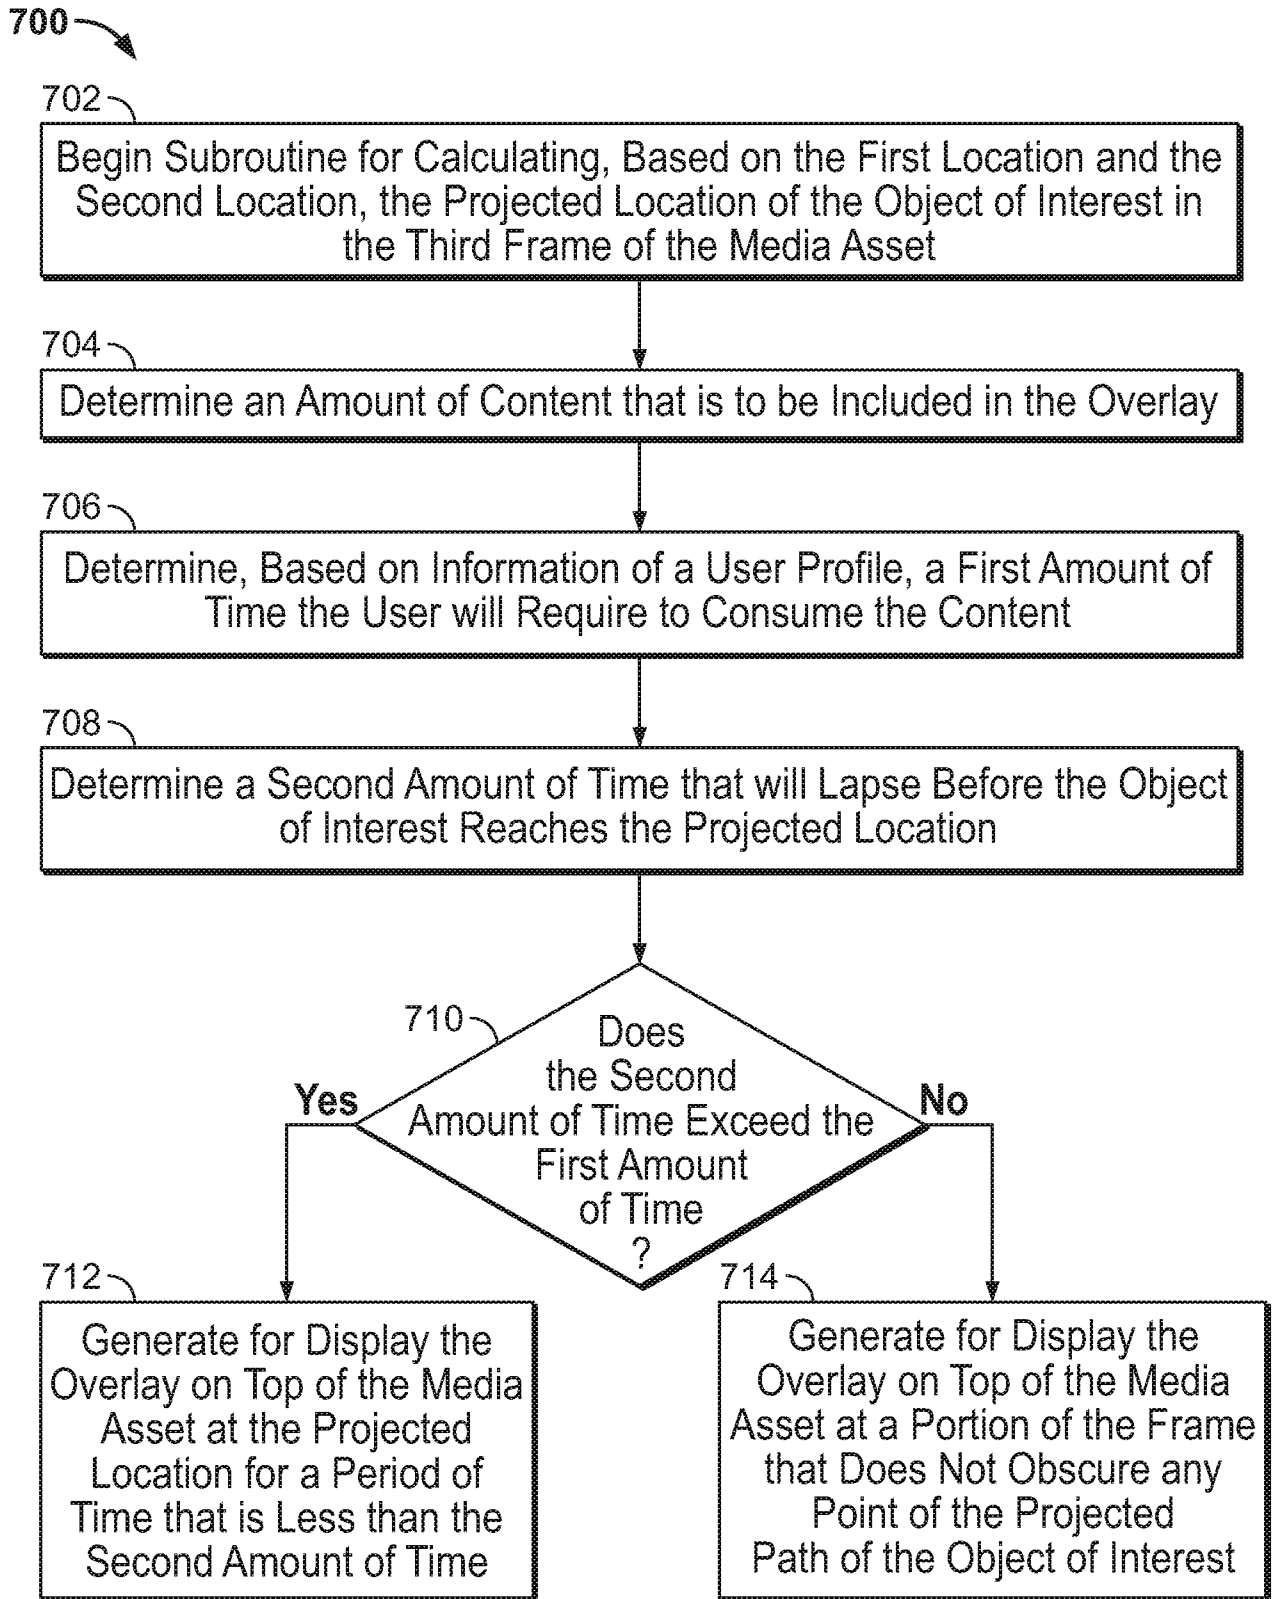 700
702
Begin Subroutine for Calculating, Based on the First Location and the
Second Location, the Projected Location of the Object of Interest in
the Third Frame of the Media Asset
704
Determine an Amount of Content that is to be Included in the Overlay
706
Determine, Based on Information of a User Profile, a First Amount of
Time the User will Require to Consume the Content
708
Determine a Second Amount of Time that will Lapse Before the Object
of Interest Reaches the Projected Location
710
Does
the Second
Amount of Time Exceed the
First Amount
of Time
?
Yes
No
712
Generate for Display the
Overlay on Top of the Media
Asset at the Projected
Location for a Period of
Time that is Less than the
Second Amount of Time
714
Generate for Display the
Overlay on Top of the Media
Asset at a Portion of the Frame
that Does Not Obscure any
Point of the Projected
Path of the Object of Interest